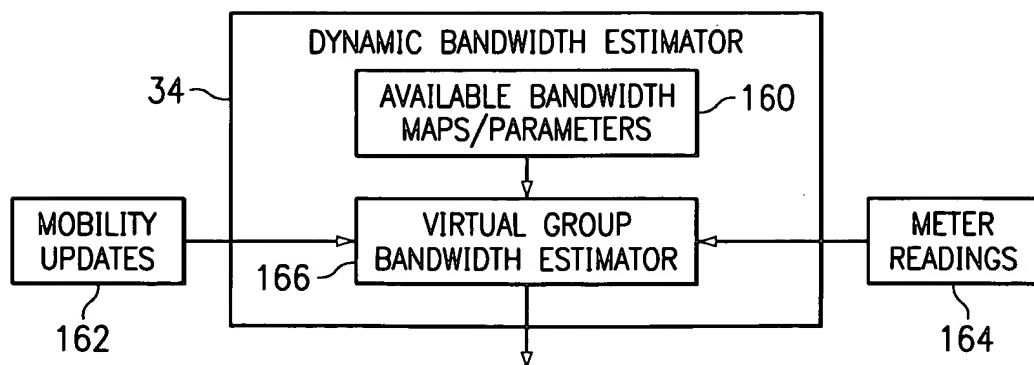 DYNAMIC BANDWIDTH ESTIMATOR
34
AVAILABLE BANDWIDTH
MAPS/PARAMETERS
160
MOBILITY
UPDATES
162
VIRTUAL GROUP
BANDWIDTH ESTIMATOR
166
METER
READINGS
164